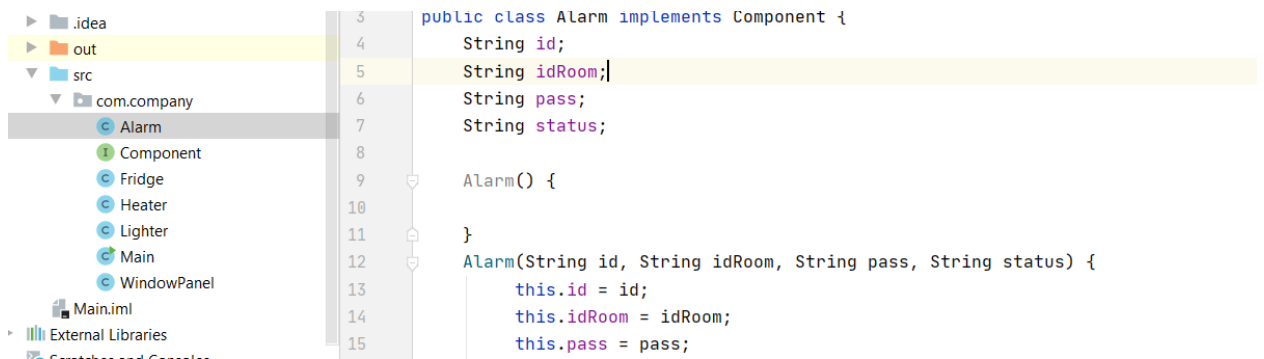 .idea
out
src
com.company
Alarm
Component
Fridge
Heater
Lighter
Main
WindowPanel
Main.iml
External Libraries
Scratches and Consoles
3 public class Alarm implements Component {
4 String id;
5 String idRoom;
6 String pass;
7 String status;
8
9 Alarm() {
10
11 }
12 Alarm(String id, String idRoom, String pass, String status) {
13 this.id = id;
14 this.idRoom = idRoom;
15 this.pass = pass;